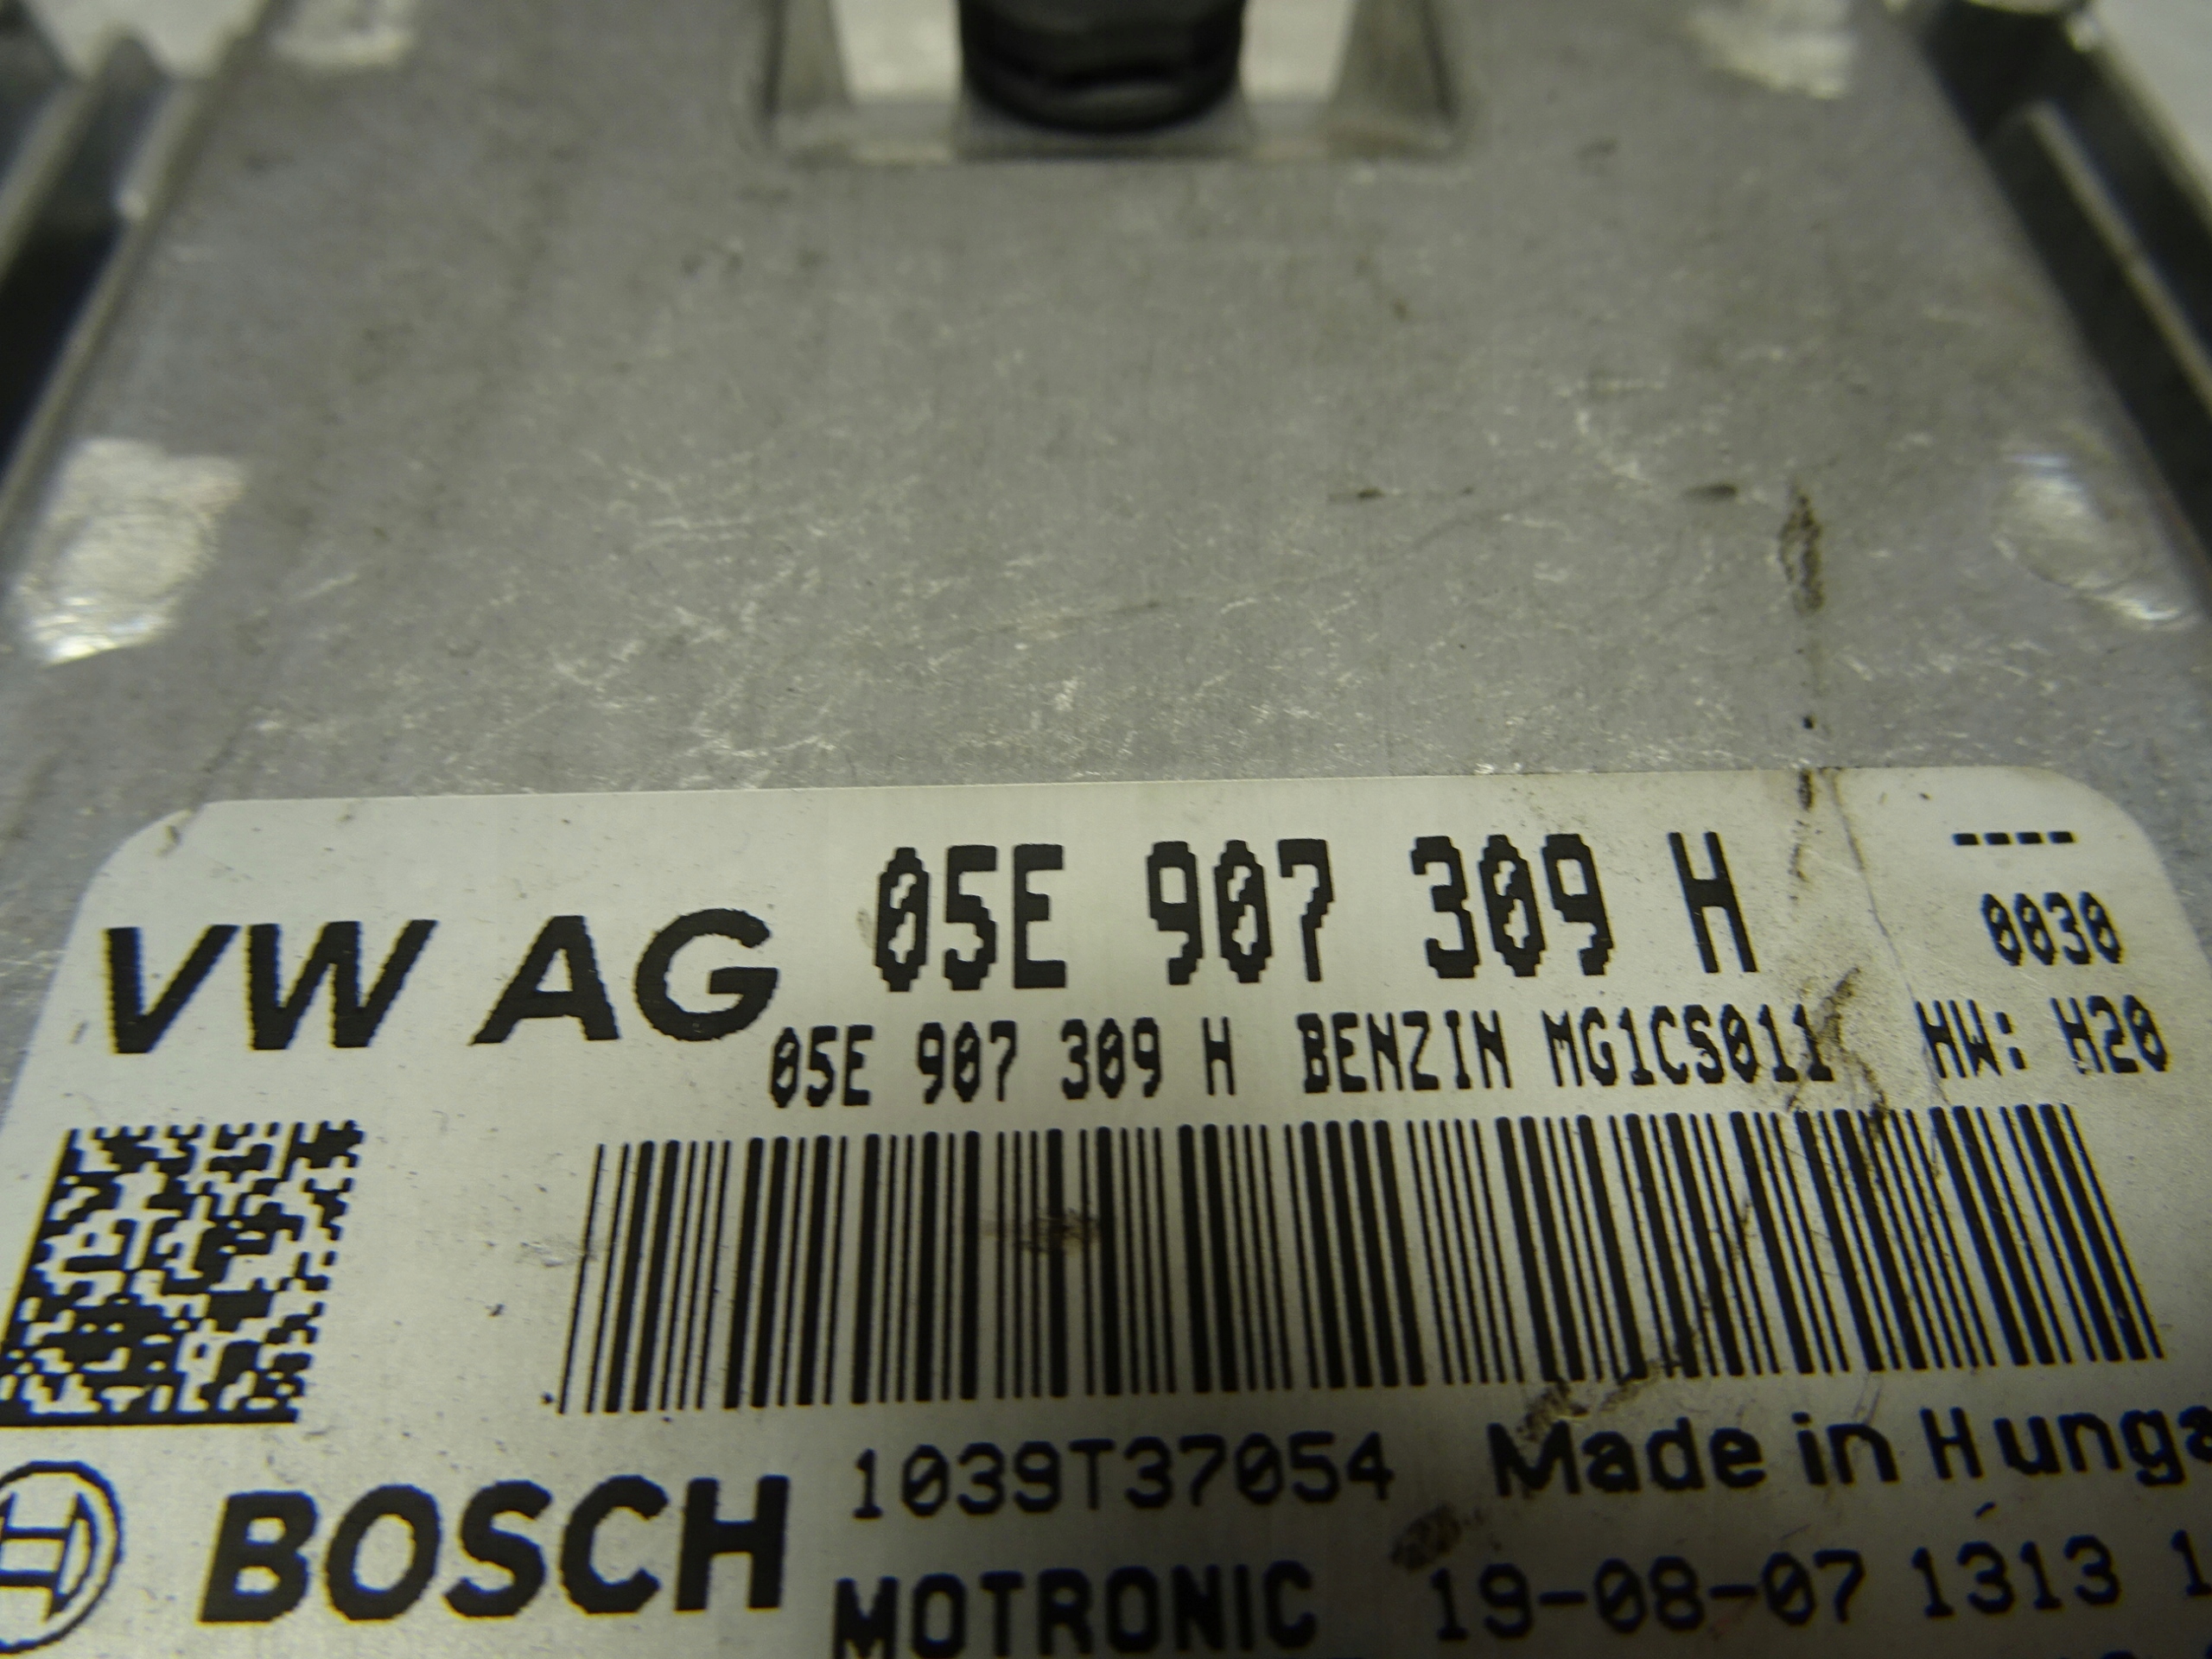 VW AG 05E 907 309 H ----
0030
05E 907 309 H BENZIN MG1CS011 HW: H20
BOSCH 1039T37054 Made in Hunga
MOTRONIC 19-08-07 1313 1